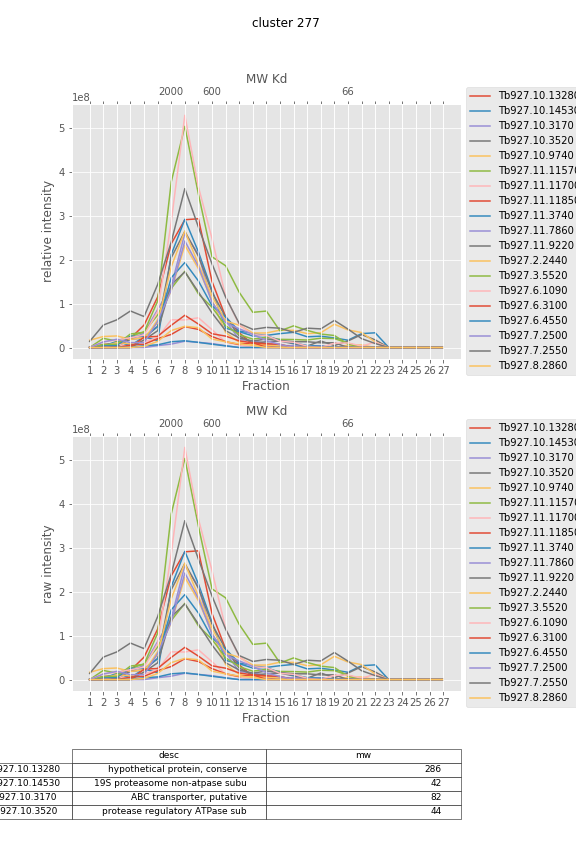 cluster 277
MW Kd
2000 600 66
1e8
relative intensity
5
4
3
2
1
0
1 2 3 4 5 6 7 8 9 10 11 12 13 14 15 16 17 18 19 20 21 22 23 24 25 26 27
Fraction
Tb927.10.13280
Tb927.10.14530
Tb927.10.3170
Tb927.10.3520
Tb927.10.9740
Tb927.11.11570
Tb927.11.11700
Tb927.11.11850
Tb927.11.3740
Tb927.11.7860
Tb927.11.9220
Tb927.2.2440
Tb927.3.5520
Tb927.6.1090
Tb927.6.3100
Tb927.6.4550
Tb927.7.2500
Tb927.7.2550
Tb927.8.2860
MW Kd
2000 600 66
1e8
raw intensity
5
4
3
2
1
0
1 2 3 4 5 6 7 8 9 10 11 12 13 14 15 16 17 18 19 20 21 22 23 24 25 26 27
Fraction
Tb927.10.13280
Tb927.10.14530
Tb927.10.3170
Tb927.10.3520
Tb927.10.9740
Tb927.11.11570
Tb927.11.11700
Tb927.11.11850
Tb927.11.3740
Tb927.11.7860
Tb927.11.9220
Tb927.2.2440
Tb927.3.5520
Tb927.6.1090
Tb927.6.3100
Tb927.6.4550
Tb927.7.2500
Tb927.7.2550
Tb927.8.2860
desc mw
927.10.13280 hypothetical protein, conserve 286
927.10.14530 19S proteasome non-atpase subu 42
927.10.3170 ABC transporter, putative 82
927.10.3520 protease regulatory ATPase sub 44